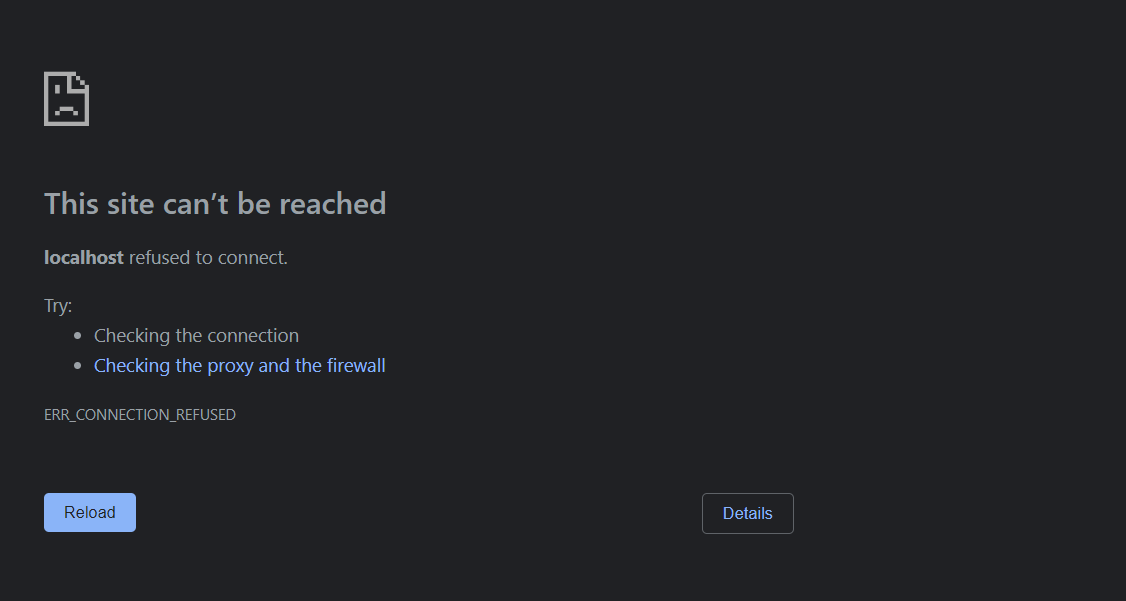 This site can’t be reached
localhost refused to connect.
Try:
Checking the connection
Checking the proxy and the firewall
ERR_CONNECTION_REFUSED
Reload
Details